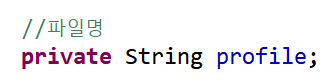 //파일명
private String profile;